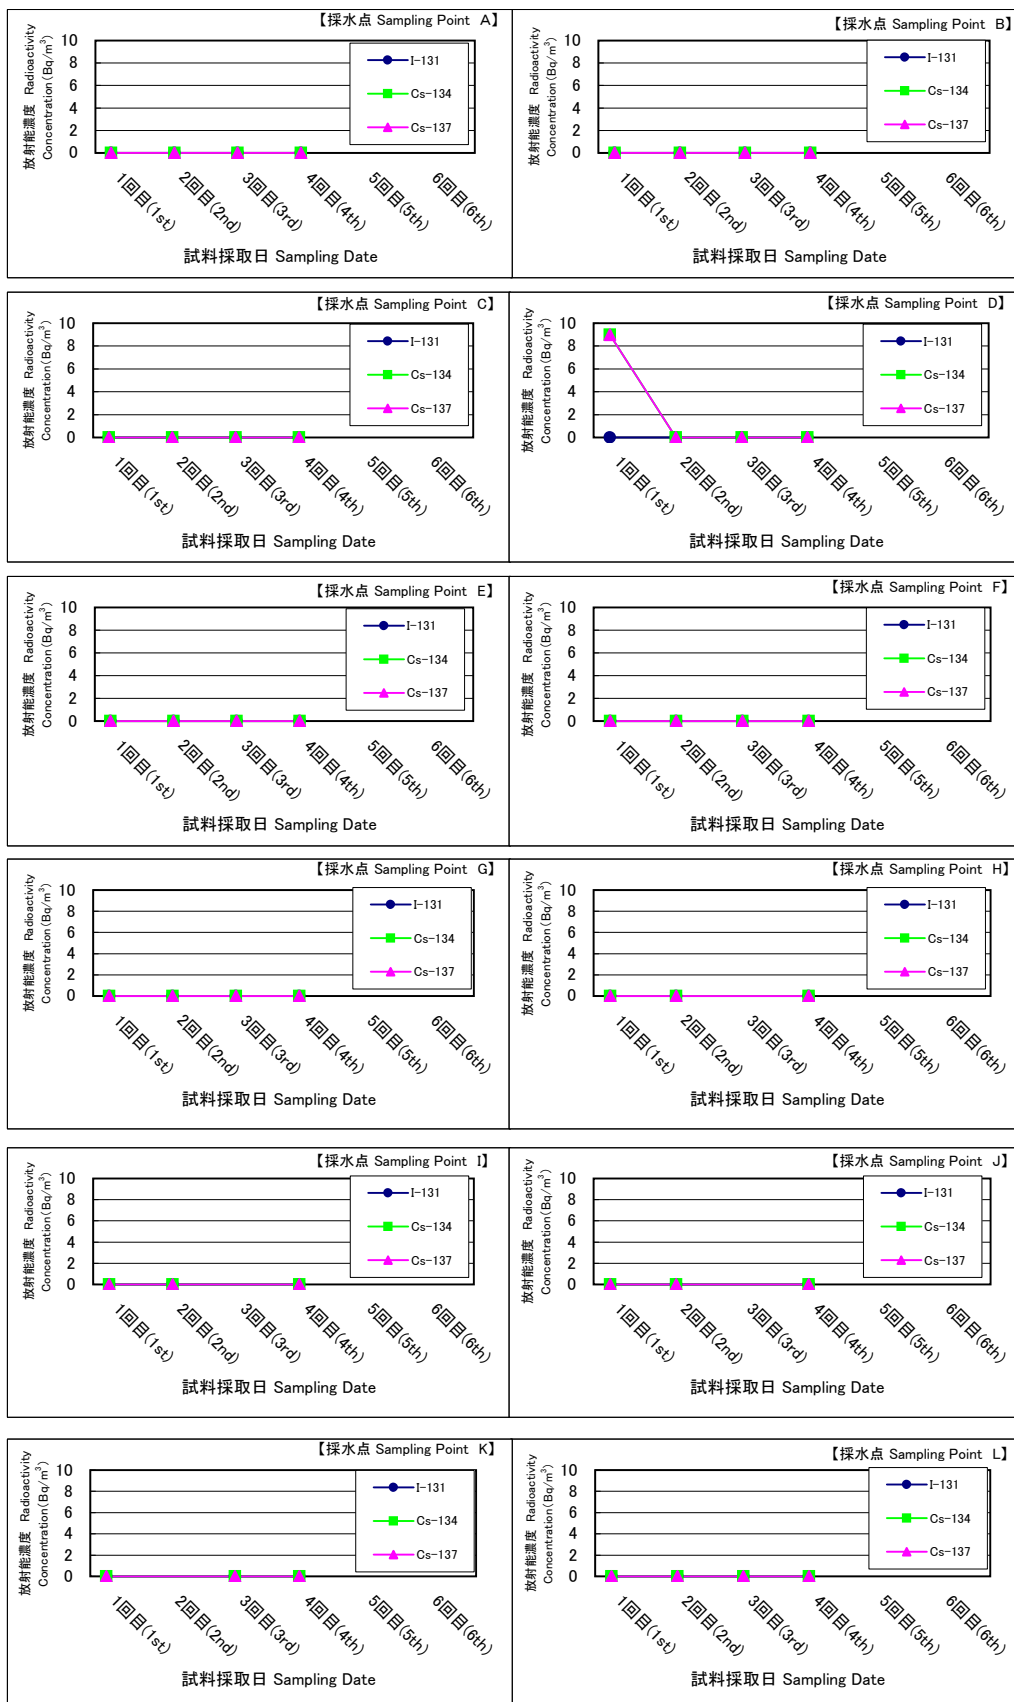 【採水点 Sampling Point A】
放射能濃度 Radioactivity
Concentration(Bq/m³)
10
8
6
4
2
0
I-131
Cs-134
Cs-137
1回目(1st)
2回目(2nd)
3回目(3rd)
4回目(4th)
5回目(5th)
6回目(6th)
試料採取日 Sampling Date
【採水点 Sampling Point B】
放射能濃度 Radioactivity
Concentration(Bq/m³)
10
8
6
4
2
0
I-131
Cs-134
Cs-137
1回目(1st)
2回目(2nd)
3回目(3rd)
4回目(4th)
5回目(5th)
6回目(6th)
試料採取日 Sampling Date
【採水点 Sampling Point C】
放射能濃度 Radioactivity
Concentration(Bq/m³)
10
8
6
4
2
0
I-131
Cs-134
Cs-137
1回目(1st)
2回目(2nd)
3回目(3rd)
4回目(4th)
5回目(5th)
6回目(6th)
試料採取日 Sampling Date
【採水点 Sampling Point D】
放射能濃度 Radioactivity
Concentration(Bq/m³)
10
8
6
4
2
0
I-131
Cs-134
Cs-137
1回目(1st)
2回目(2nd)
3回目(3rd)
4回目(4th)
5回目(5th)
6回目(6th)
試料採取日 Sampling Date
【採水点 Sampling Point E】
放射能濃度 Radioactivity
Concentration(Bq/m³)
10
8
6
4
2
0
I-131
Cs-134
Cs-137
1回目(1st)
2回目(2nd)
3回目(3rd)
4回目(4th)
5回目(5th)
6回目(6th)
試料採取日 Sampling Date
【採水点 Sampling Point F】
放射能濃度 Radioactivity
Concentration(Bq/m³)
10
8
6
4
2
0
I-131
Cs-134
Cs-137
1回目(1st)
2回目(2nd)
3回目(3rd)
4回目(4th)
5回目(5th)
6回目(6th)
試料採取日 Sampling Date
【採水点 Sampling Point G】
放射能濃度 Radioactivity
Concentration(Bq/m³)
10
8
6
4
2
0
I-131
Cs-134
Cs-137
1回目(1st)
2回目(2nd)
3回目(3rd)
4回目(4th)
5回目(5th)
6回目(6th)
試料採取日 Sampling Date
【採水点 Sampling Point H】
放射能濃度 Radioactivity
Concentration(Bq/m³)
10
8
6
4
2
0
I-131
Cs-134
Cs-137
1回目(1st)
2回目(2nd)
3回目(3rd)
4回目(4th)
5回目(5th)
6回目(6th)
試料採取日 Sampling Date
【採水点 Sampling Point I】
放射能濃度 Radioactivity
Concentration(Bq/m³)
10
8
6
4
2
0
I-131
Cs-134
Cs-137
1回目(1st)
2回目(2nd)
3回目(3rd)
4回目(4th)
5回目(5th)
6回目(6th)
試料採取日 Sampling Date
【採水点 Sampling Point J】
放射能濃度 Radioactivity
Concentration(Bq/m³)
10
8
6
4
2
0
I-131
Cs-134
Cs-137
1回目(1st)
2回目(2nd)
3回目(3rd)
4回目(4th)
5回目(5th)
6回目(6th)
試料採取日 Sampling Date
【採水点 Sampling Point K】
放射能濃度 Radioactivity
Concentration(Bq/m³)
10
8
6
4
2
0
I-131
Cs-134
Cs-137
1回目(1st)
2回目(2nd)
3回目(3rd)
4回目(4th)
5回目(5th)
6回目(6th)
試料採取日 Sampling Date
【採水点 Sampling Point L】
放射能濃度 Radioactivity
Concentration(Bq/m³)
10
8
6
4
2
0
I-131
Cs-134
Cs-137
1回目(1st)
2回目(2nd)
3回目(3rd)
4回目(4th)
5回目(5th)
6回目(6th)
試料採取日 Sampling Date